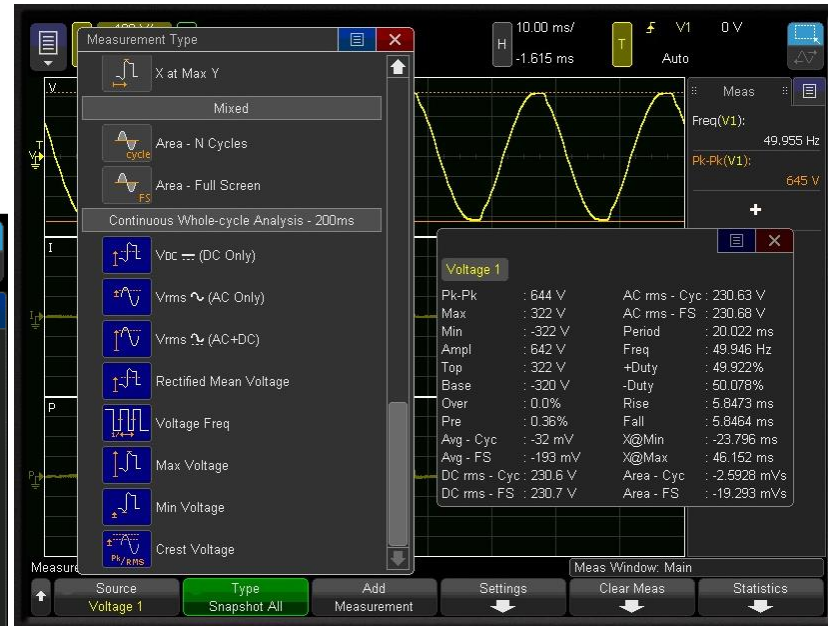 10.00 ms/
-1.615 ms
H
T
V1
0 V
Auto
Measurement Type
X at Max Y
Mixed
cycle
Area - N Cycles
FS
Area - Full Screen
Continuous Whole-cycle Analysis - 200ms
VDC (DC Only)
Vrms (AC Only)
Vrms (AC+DC)
Rectified Mean Voltage
Voltage Freq
Max Voltage
Min Voltage
Pk/RMS
Crest Voltage
V
I
P
Meas
Freq(V1):
49.955 Hz
Pk-Pk(V1):
645 V
+
Voltage 1
Pk-Pk : 644 V AC rms - Cyc : 230.63 V
Max : 322 V AC rms - FS : 230.68 V
Min : -322 V Period : 20.022 ms
Ampl : 642 V Freq : 49.946 Hz
Top : 322 V +Duty : 49.922%
Base : -320 V -Duty : 50.078%
Over : 0.0% Rise : 5.8473 ms
Pre : 0.36% Fall : 5.8464 ms
Avg - Cyc : -32 mV X@Min : -23.796 ms
Avg - FS : -193 mV X@Max : 46.152 ms
DC rms - Cyc : 230.6 V Area - Cyc : -2.5928 mVs
DC rms - FS : 230.7 V Area - FS : -19.293 mVs
Meas Window: Main
Source
Voltage 1
Type
Snapshot All
Add
Measurement
Settings
Clear Meas
Statistics